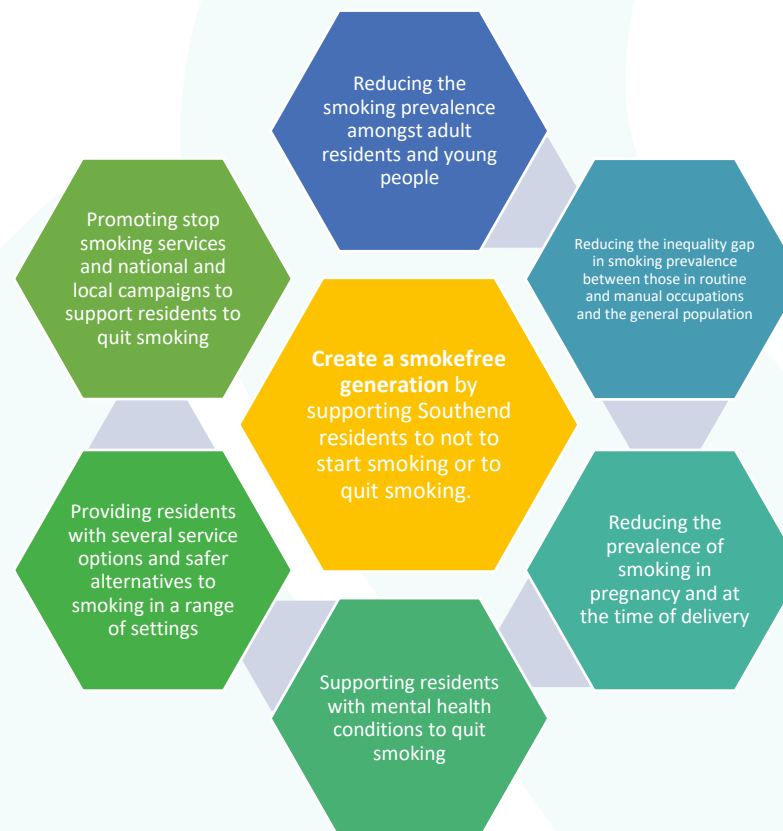 Reducing the
smoking prevalence
amongst adult
residents and young
people
Reducing the inequality gap
in smoking prevalence
between those in routine
and manual occupations
and the general population
Reducing the
prevalence of
smoking in
pregnancy and at
the time of delivery
Supporting residents
with mental health
conditions to quit
smoking
Providing residents
with several service
options and safer
alternatives to
smoking in a range
of settings
Promoting stop
smoking services
and national and
local campaigns to
support residents to
quit smoking
Create a smokefree
generation by
supporting Southend
residents to not to
start smoking or to
quit smoking.